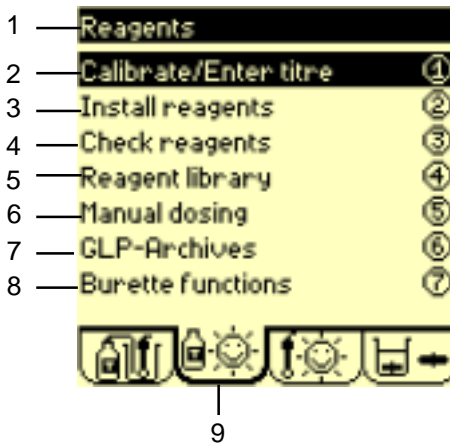 1 Reagents
2 Calibrate/Enter titre ①
3 Install reagents ②
4 Check reagents ③
5 Reagent library ④
6 Manual dosing ⑤
7 GLP-Archives ⑥
8 Burette functions ⑦
9